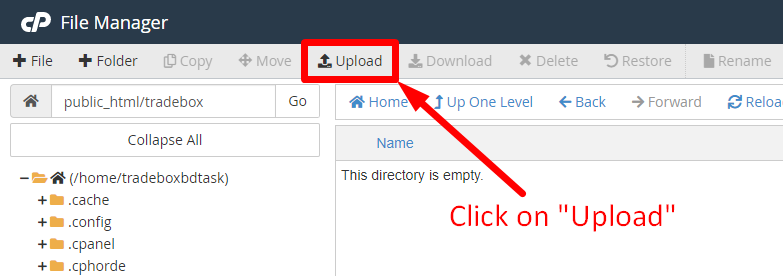 cP File Manager
+ File + Folder Copy Move Upload Download Delete Restore Rename
public_html/tradebox Go Home Up One Level Back Forward Reloa
Collapse All
Name
This directory is empty.
(/home/tradeboxbdtask)
.cache
.config
.cpanel
.cphorde
Click on "Upload"